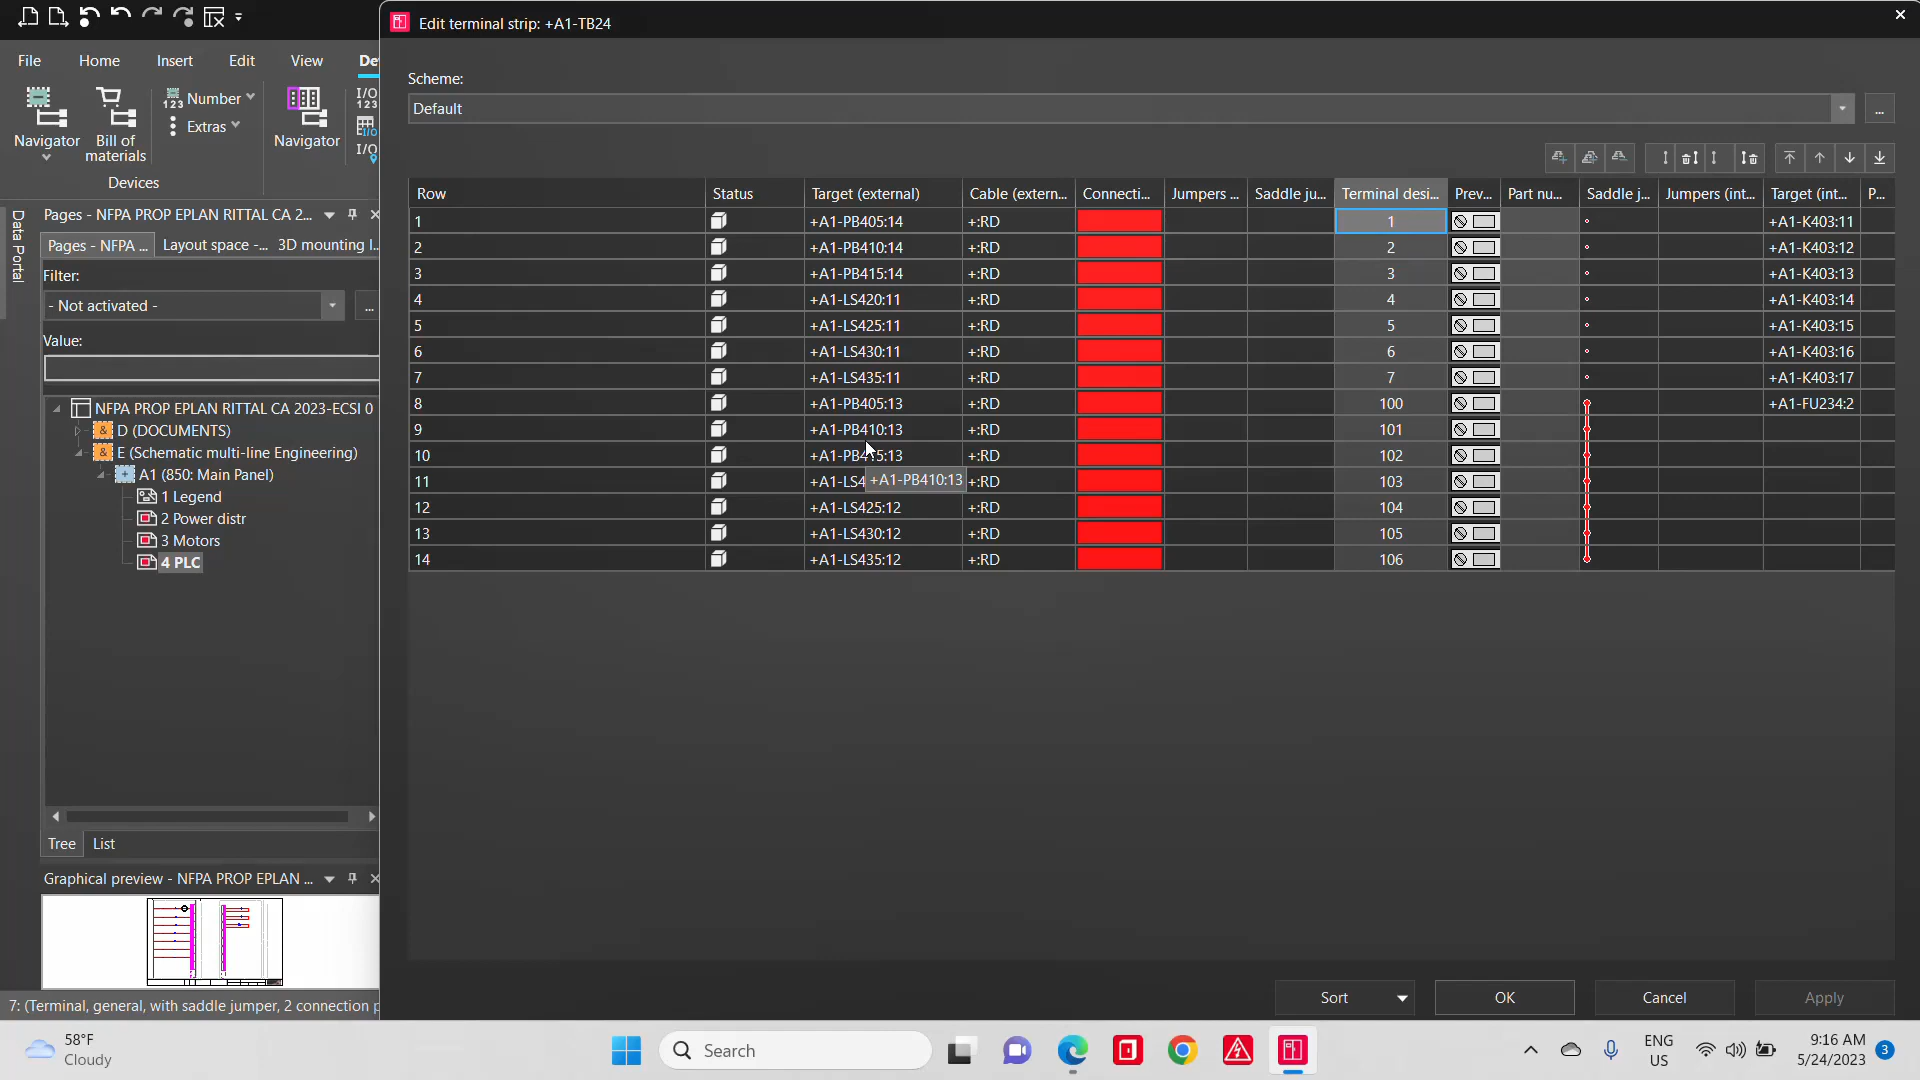 Edit terminal strip: +A1-TB24
File Home Insert Edit View De
Scheme:
Default
...
Navigator
Bill of
materials
Number
Extras
Navigator
I/O
123
I/O
I/O
Devices
Data Portal
Pages - NFPA PROP EPLAN RITTAL CA 2...
Pages - NFPA ... Layout space -... 3D mounting l...
Filter:
- Not activated -
...
Value:
NFPA PROP EPLAN RITTAL CA 2023-ECSI 0
D (DOCUMENTS)
E (Schematic multi-line Engineering)
A1 (850: Main Panel)
1 Legend
2 Power distr
3 Motors
4 PLC
Tree List
Graphical preview - NFPA PROP EPLAN ...
7: (Terminal, general, with saddle jumper, 2 connection p
Row Status Target (external) Cable (extern... Connecti... Jumpers ... Saddle ju... Terminal desi... Prev... Part nu... Saddle j... Jumpers (int... Target (int... P...
1 +A1-PB405:14 +:RD 1 +A1-K403:11
2 +A1-PB410:14 +:RD 2 +A1-K403:12
3 +A1-PB415:14 +:RD 3 +A1-K403:13
4 +A1-LS420:11 +:RD 4 +A1-K403:14
5 +A1-LS425:11 +:RD 5 +A1-K403:15
6 +A1-LS430:11 +:RD 6 +A1-K403:16
7 +A1-LS435:11 +:RD 7 +A1-K403:17
8 +A1-PB405:13 +:RD 100 +A1-FU234:2
9 +A1-PB410:13 +:RD 101
10 +A1-PB415:13 +:RD 102
11 +A1-LS4 +:RD 103
+A1-PB410:13
12 +A1-LS425:12 +:RD 104
13 +A1-LS430:12 +:RD 105
14 +A1-LS435:12 +:RD 106
Sort OK Cancel Apply
58°F
Cloudy
Search
ENG
US
9:16 AM
5/24/2023
3